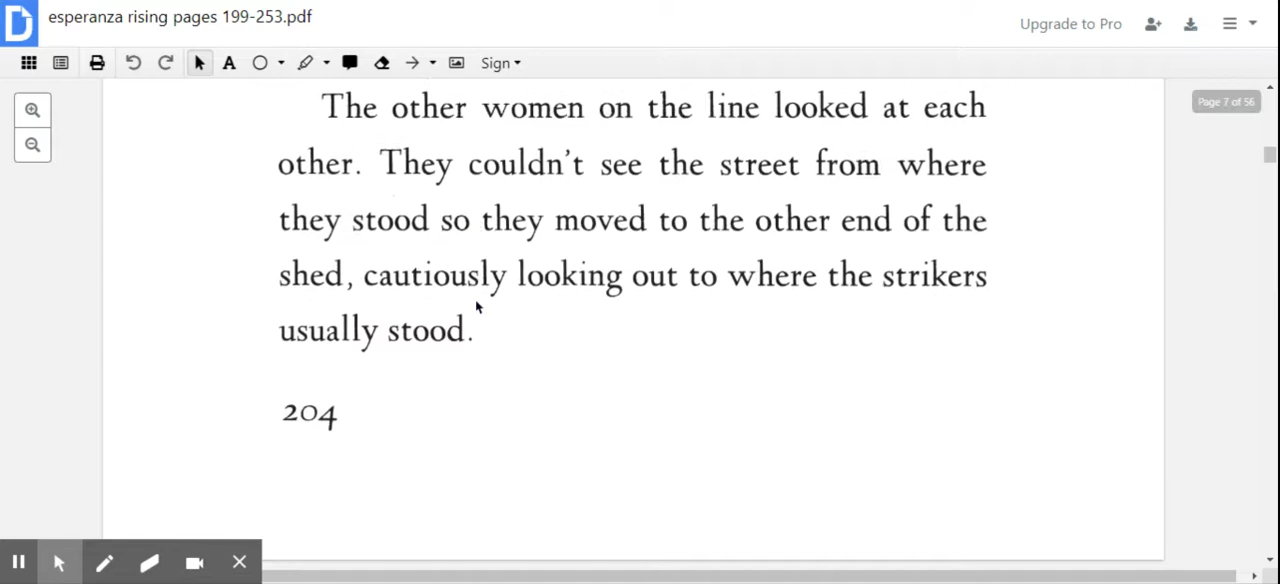 esperanza rising pages 199-253.pdf
Upgrade to Pro
A
Sign
Page 7 of 56
The other women on the line looked at each
other. They couldn't see the street from where
they stood so they moved to the other end of the
shed, cautiously looking out to where the strikers
usually stood.
204